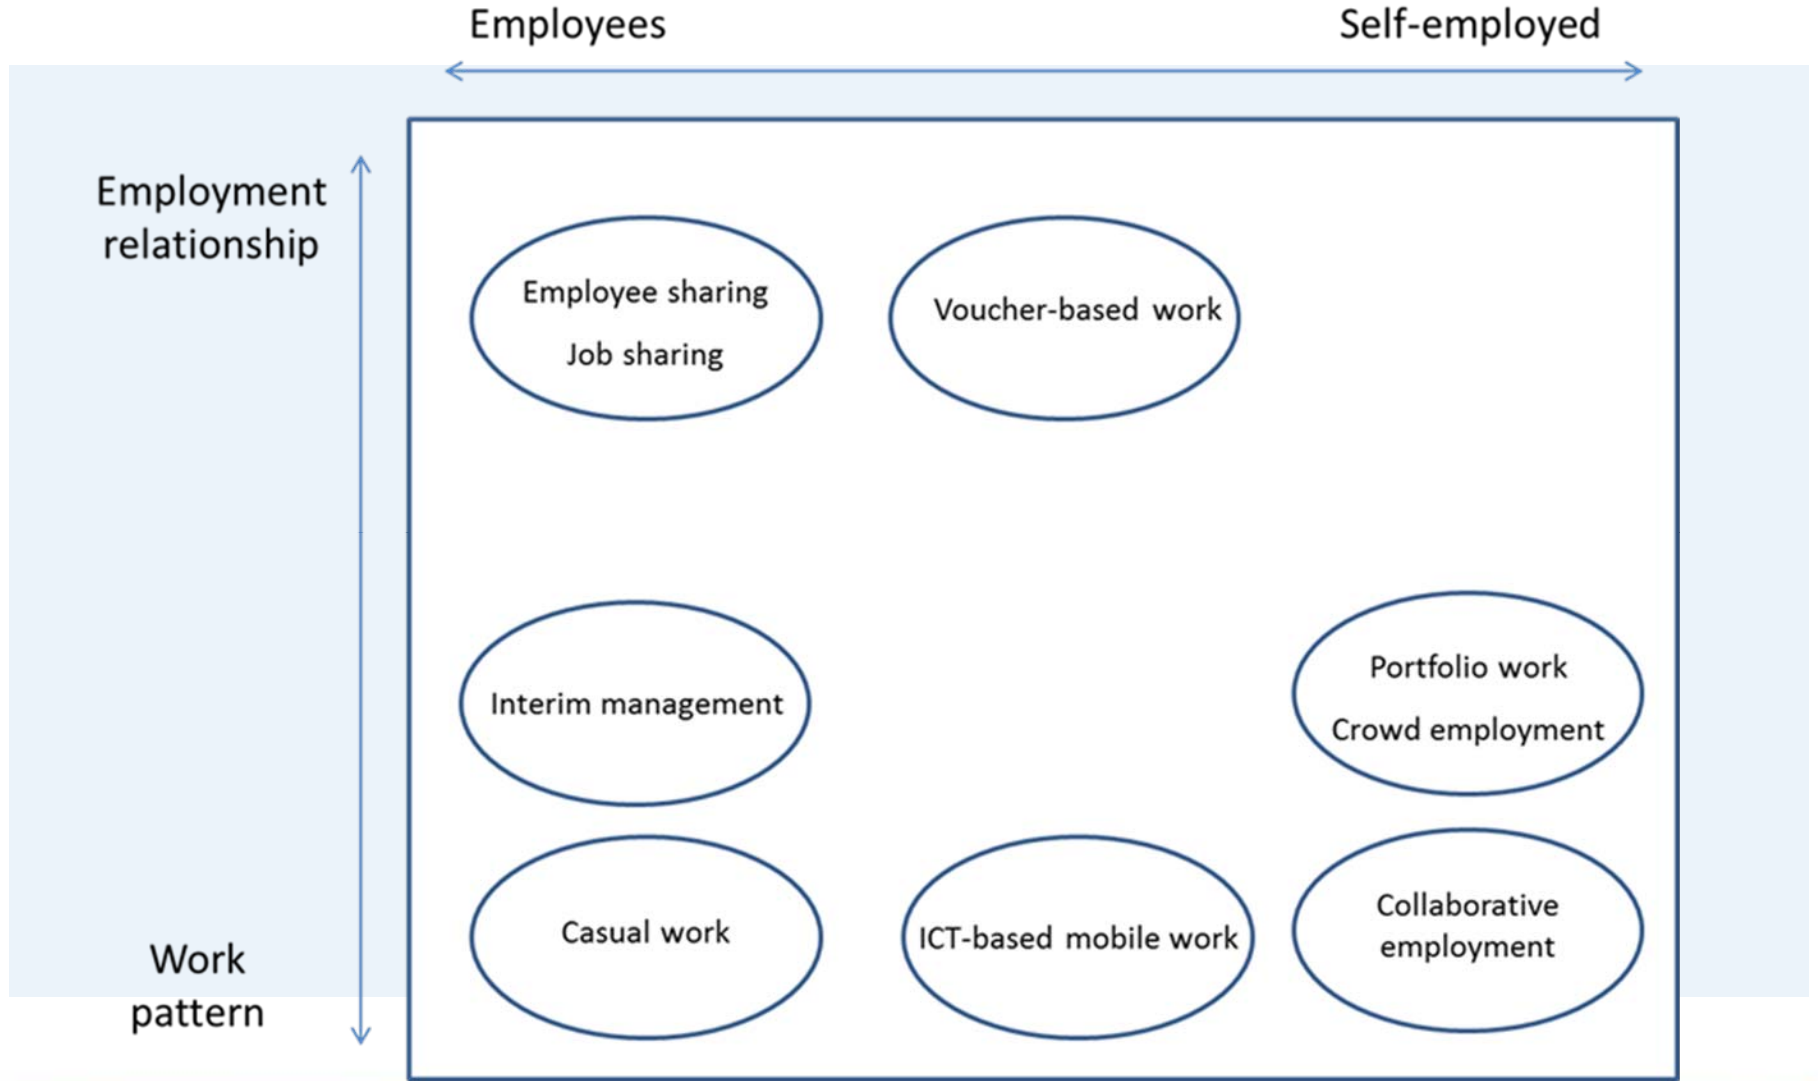 Employees
Self-employed
Employment
relationship
Employee sharing
Job sharing
Voucher-based work
Interim management
Portfolio work
Crowd employment
Casual work
ICT-based mobile work
Collaborative
employment
Work
pattern